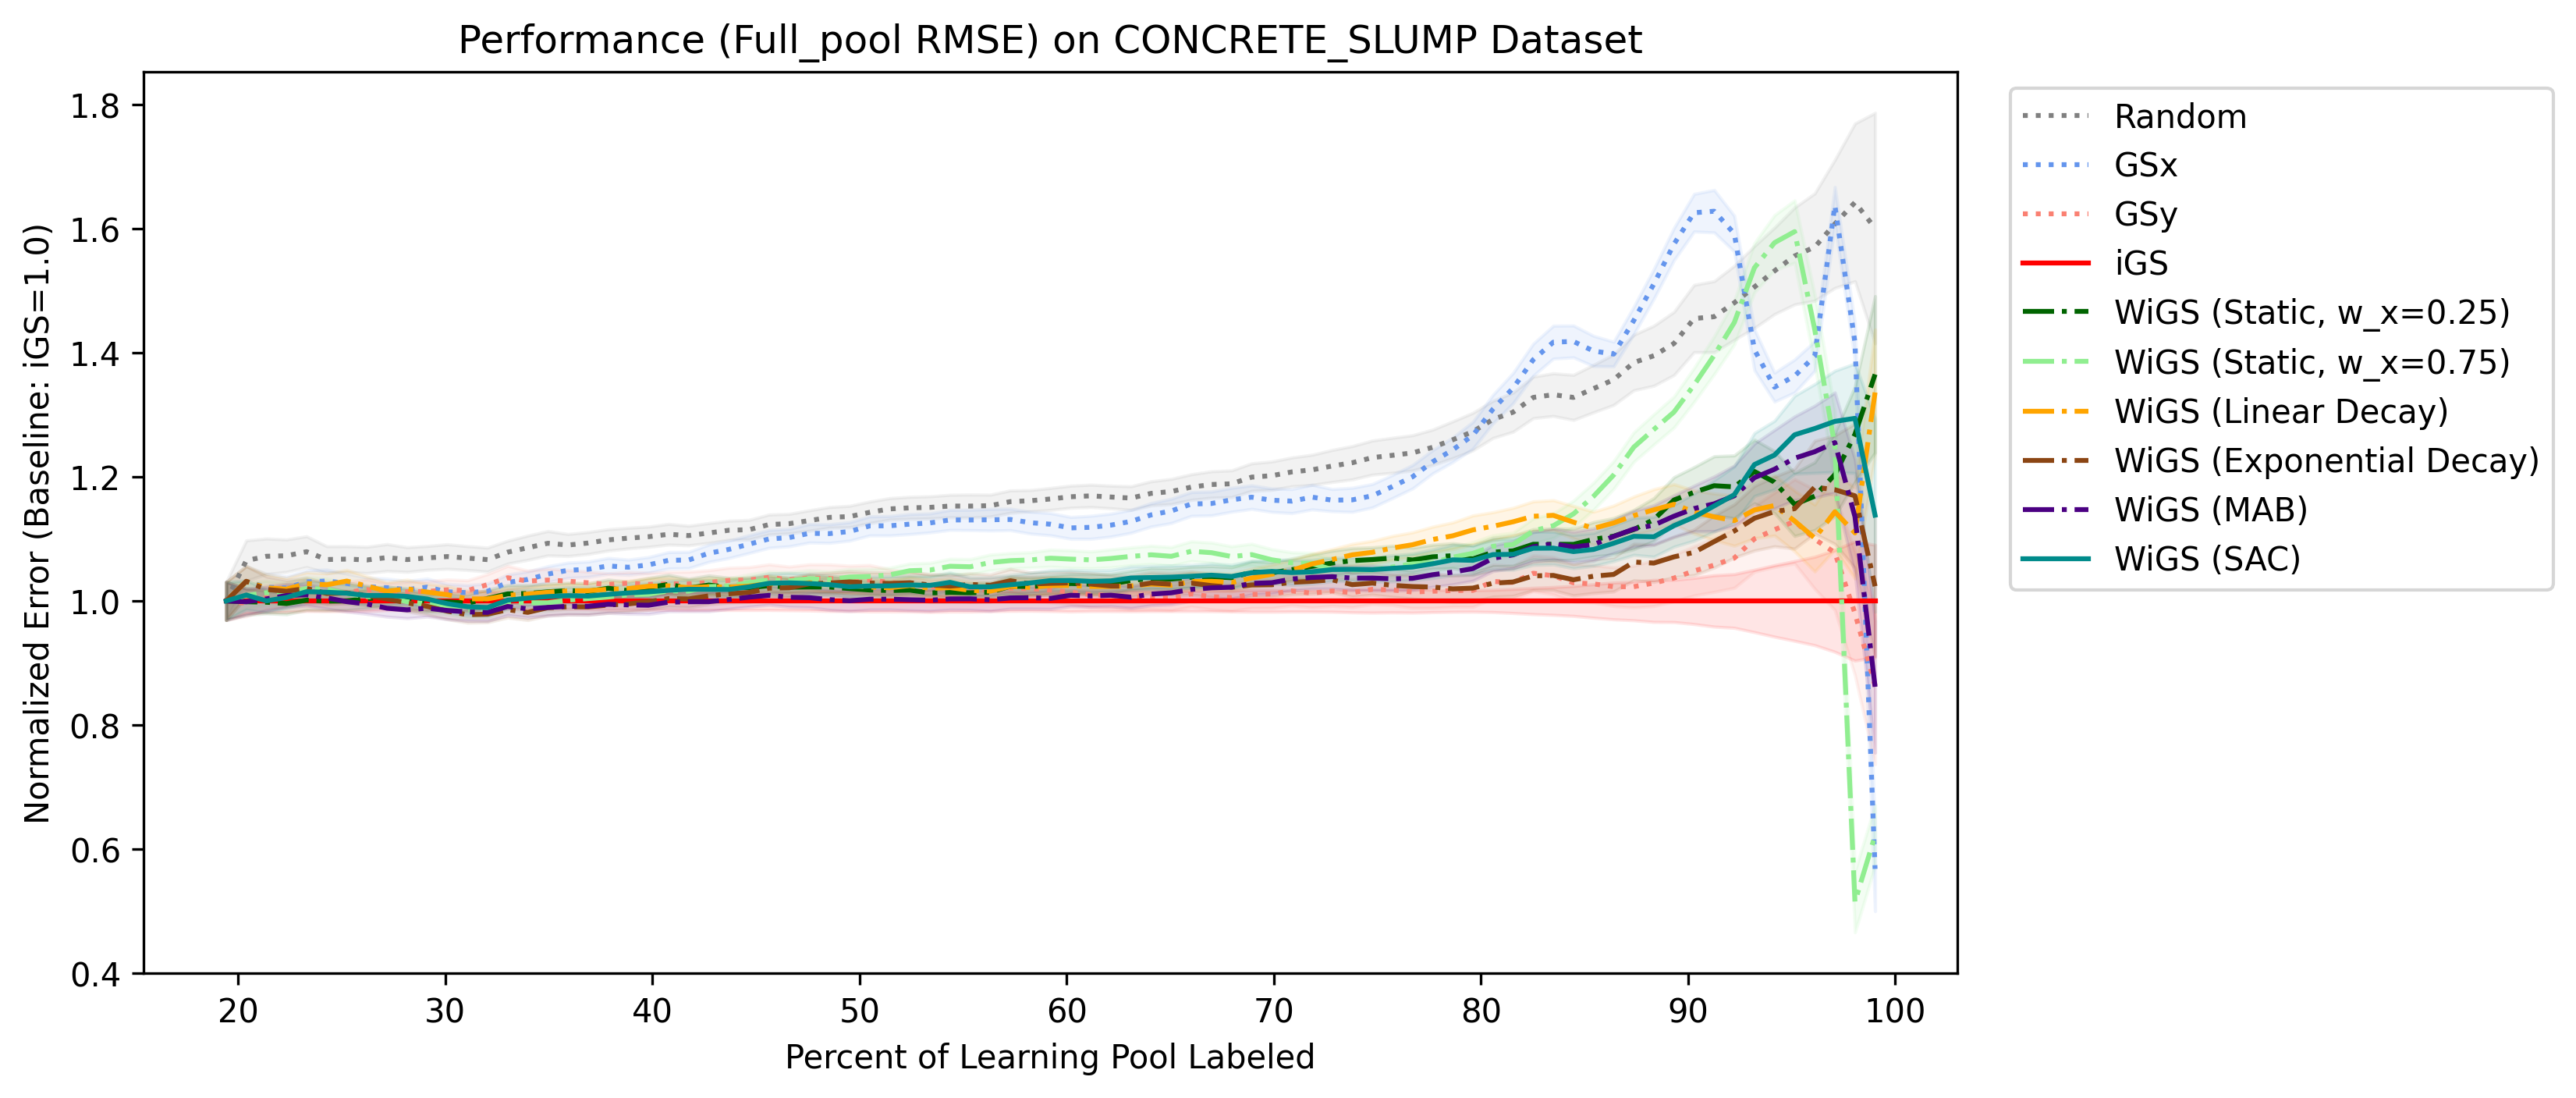 Performance (Full_pool RMSE) on CONCRETE_SLUMP Dataset
Normalized Error (Baseline: iGS=1.0)
1.8
1.6
1.4
1.2
1.0
0.8
0.6
0.4
20 30 40 50 60 70 80 90 100
Percent of Learning Pool Labeled
Random
GSx
GSy
iGS
WiGS (Static, w_x=0.25)
WiGS (Static, w_x=0.75)
WiGS (Linear Decay)
WiGS (Exponential Decay)
WiGS (MAB)
WiGS (SAC)